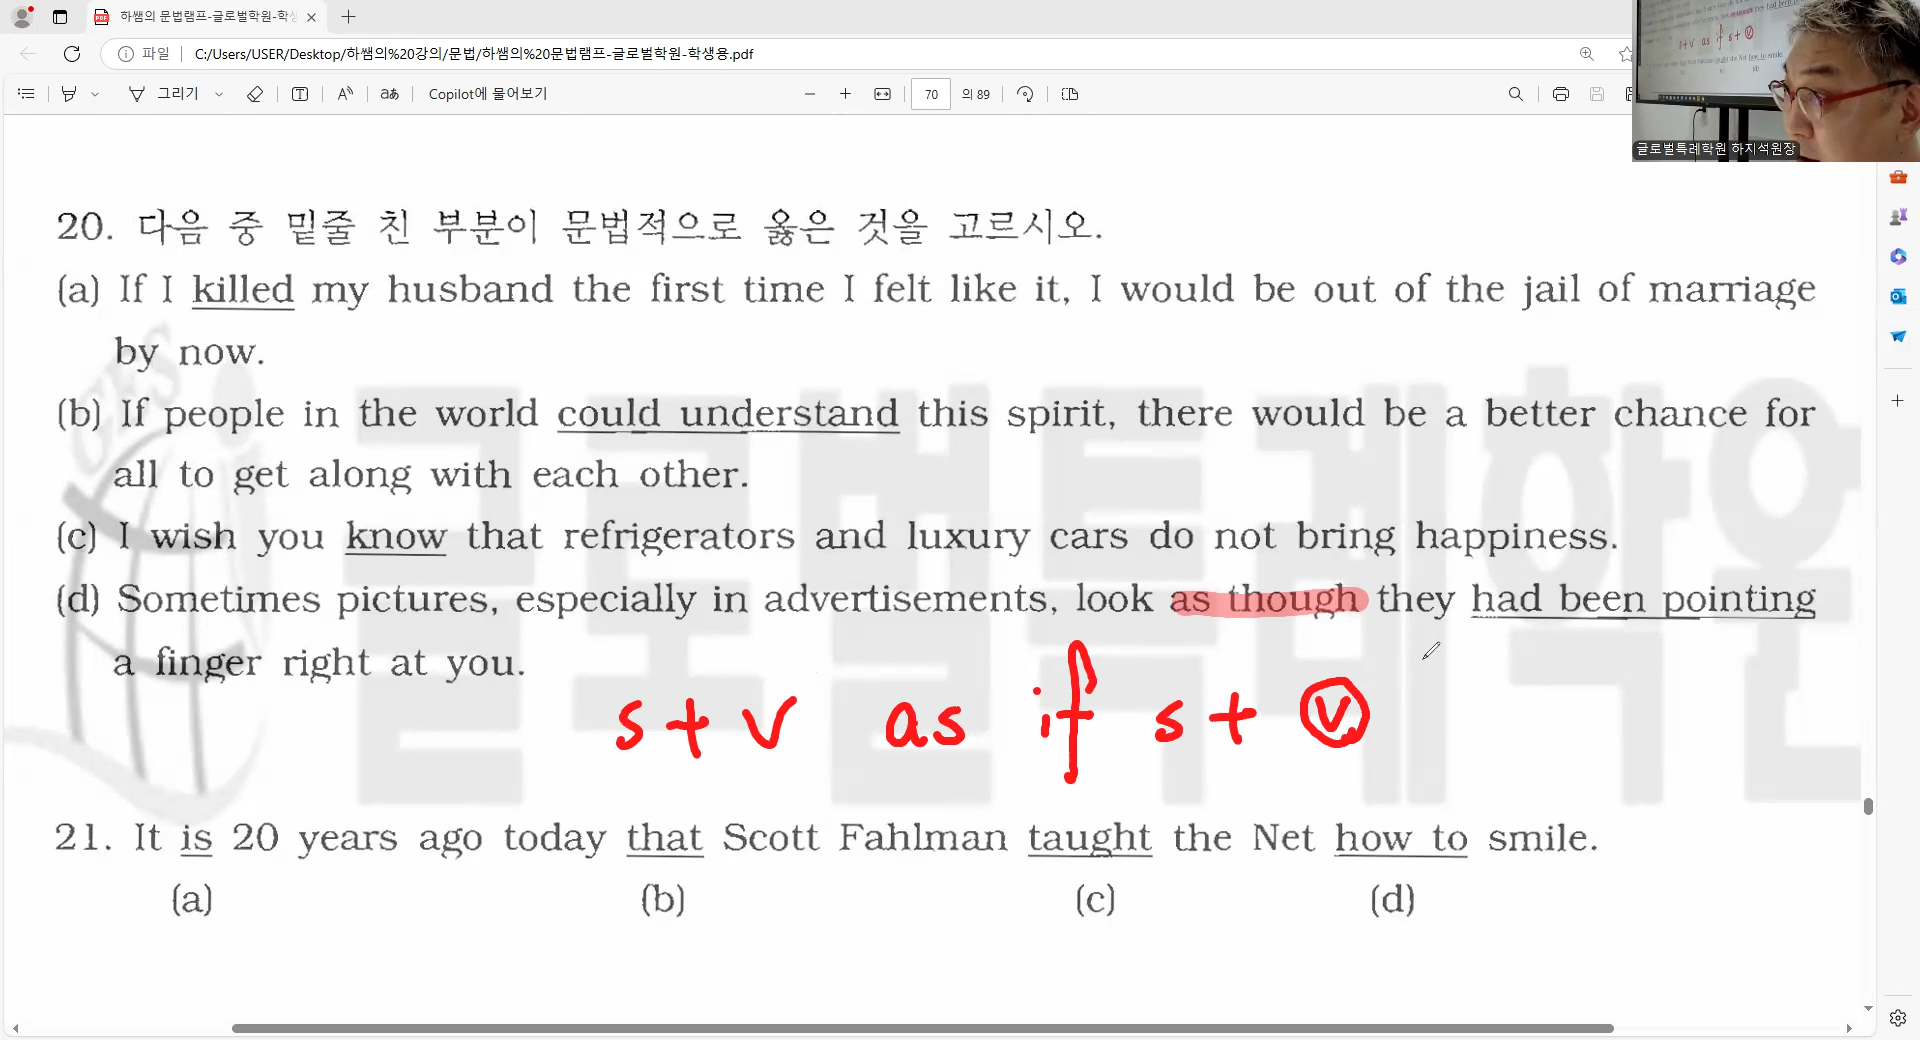 하쌤의 문법램프-글로벌학원-학생
파일
C:/Users/USER/Desktop/하쌤의%20강의/문법/하쌤의%20문법램프-글로벌학원-학생용.pdf
그리기
Copilot에 물어보기
70 의 89
글로벌특례학원 하지석원장
20. 다음 중 밑줄 친 부분이 문법적으로 옳은 것을 고르시오.
(a) If I killed my husband the first time I felt like it, I would be out of the jail of marriage
by now.
(b) If people in the world could understand this spirit, there would be a better chance for
all to get along with each other.
(c) I wish you know that refrigerators and luxury cars do not bring happiness.
(d) Sometimes pictures, especially in advertisements, look as though they had been pointing
a finger right at you.
s + v as if s + v
21. It is 20 years ago today that Scott Fahlman taught the Net how to smile.
(a) (b) (c) (d)
글로벌특례학원